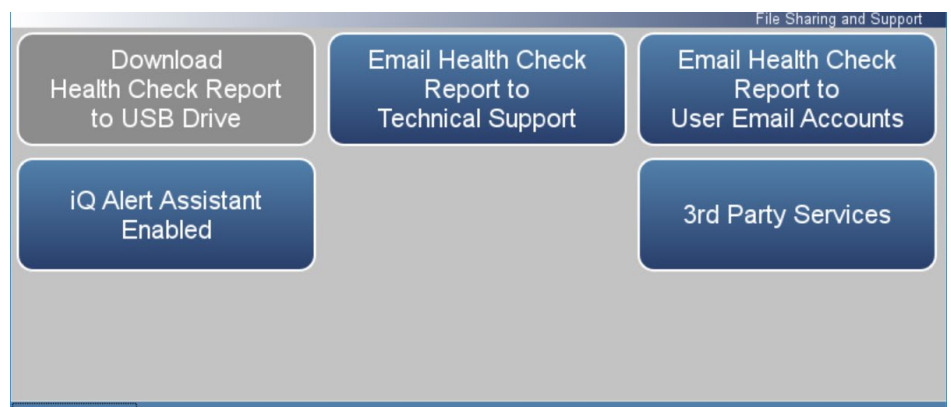 File Sharing and Support
Download
Health Check Report
to USB Drive
Email Health Check
Report to
Technical Support
Email Health Check
Report to
User Email Accounts
iQ Alert Assistant
Enabled
3rd Party Services